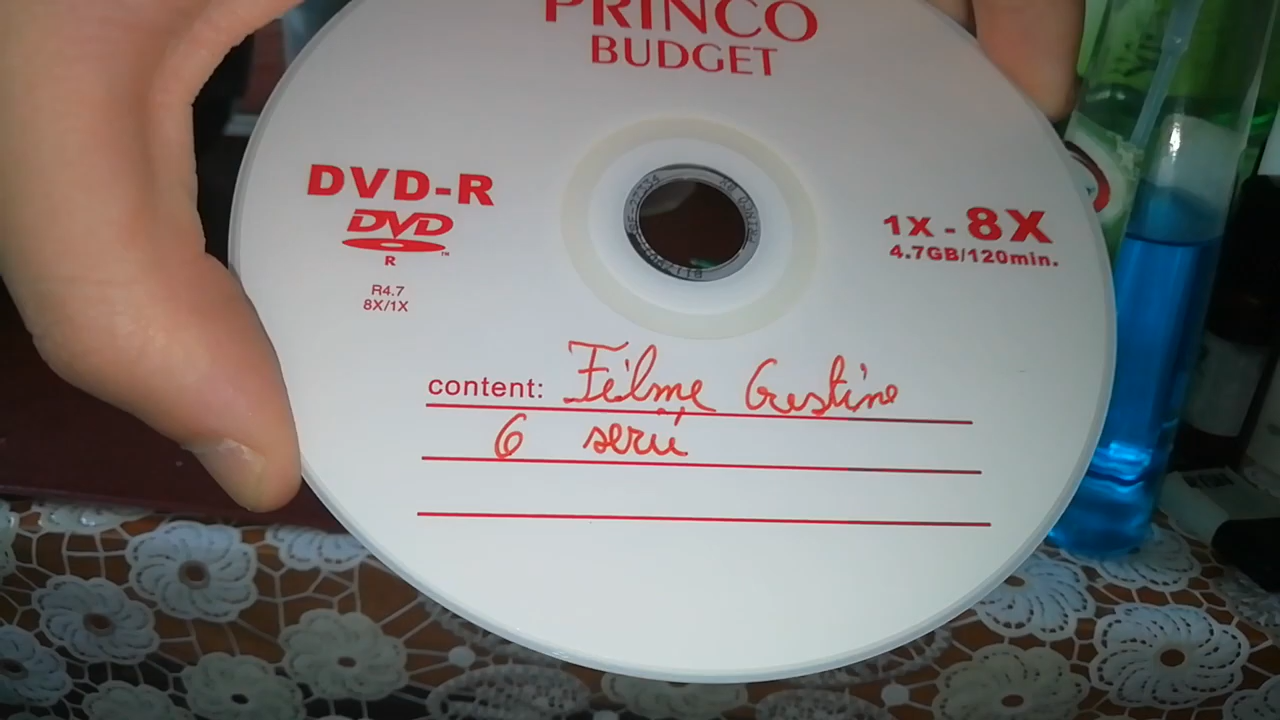 PRINCO
BUDGET
DVD-R
DVD
R
R4.7
8X/1X
1X - 8X
4.7GB/120min.
content: Filme Crestine
6 serii